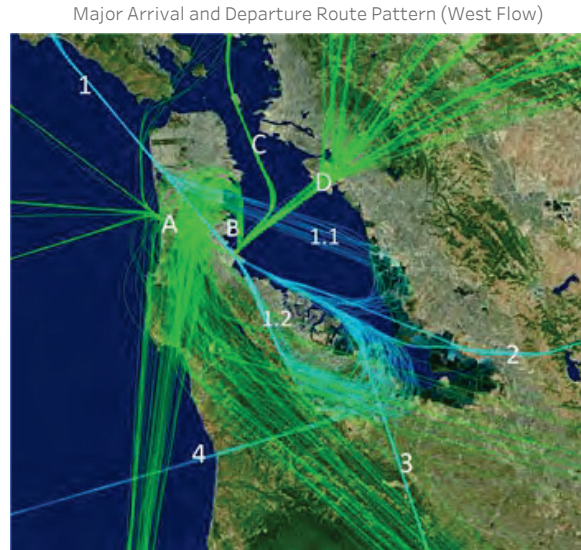 Major Arrival and Departure Route Pattern (West Flow)
1
C
D
A
B
1.1
1.2
2
4
3